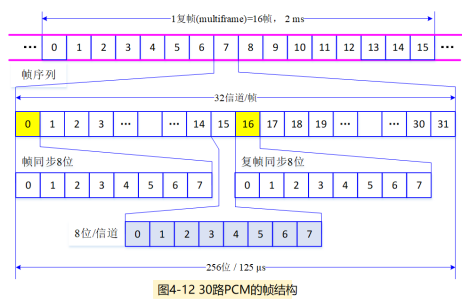 1复帧(multiframe)=16帧， 2 ms
··· 0 1 2 3 4 5 6 7 8 9 10 11 12 13 14 15 ···
帧序列
32信道/帧
0 1 2 3 ··· ··· 14 15 16 17 18 19 ··· ··· 30 31
帧同步8位 复帧同步8位
0 1 2 3 4 5 6 7 0 1 2 3 4 5 6 7
8位/信道 0 1 2 3 4 5 6 7
256位 / 125 μs
图4-12 30路PCM的帧结构